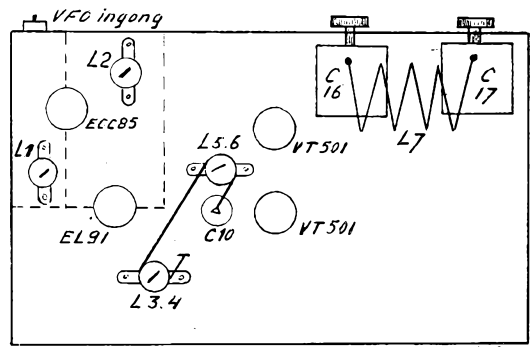 VFO ingong
L2
ECC85
L1
EL91
L5.6
C10
VT501
VT501
L3.4
T
C
16
C
17
L7